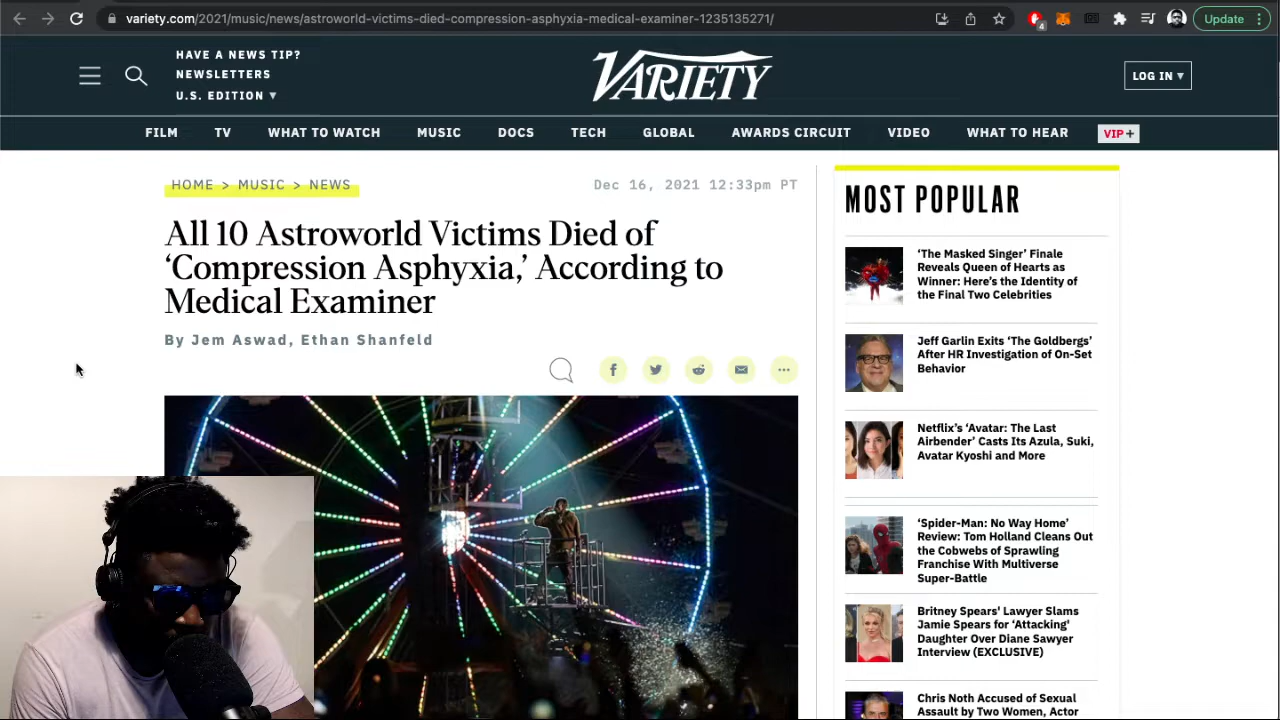 variety.com/2021/music/news/astroworld-victims-died-compression-asphyxia-medical-examiner-1235135271/
4
Update
HAVE A NEWS TIP?
NEWSLETTERS
U.S. EDITION ▼
VARIETY
LOG IN ▼
FILM TV WHAT TO WATCH MUSIC DOCS TECH GLOBAL AWARDS CIRCUIT VIDEO WHAT TO HEAR VIP+
HOME > MUSIC > NEWS
Dec 16, 2021 12:33pm PT
All 10 Astroworld Victims Died of
‘Compression Asphyxia,’ According to
Medical Examiner
By Jem Aswad, Ethan Shanfeld
MOST POPULAR
‘The Masked Singer’ Finale
Reveals Queen of Hearts as
Winner: Here’s the Identity of
the Final Two Celebrities
Jeff Garlin Exits ‘The Goldbergs’
After HR Investigation of On-Set
Behavior
Netflix’s ‘Avatar: The Last
Airbender’ Casts Its Azula, Suki,
Avatar Kyoshi and More
‘Spider-Man: No Way Home’
Review: Tom Holland Cleans Out
the Cobwebs of Sprawling
Franchise With Multiverse
Super-Battle
Britney Spears' Lawyer Slams
Jamie Spears for ‘Attacking’
Daughter Over Diane Sawyer
Interview (EXCLUSIVE)
Chris Noth Accused of Sexual
Assault by Two Women, Actor